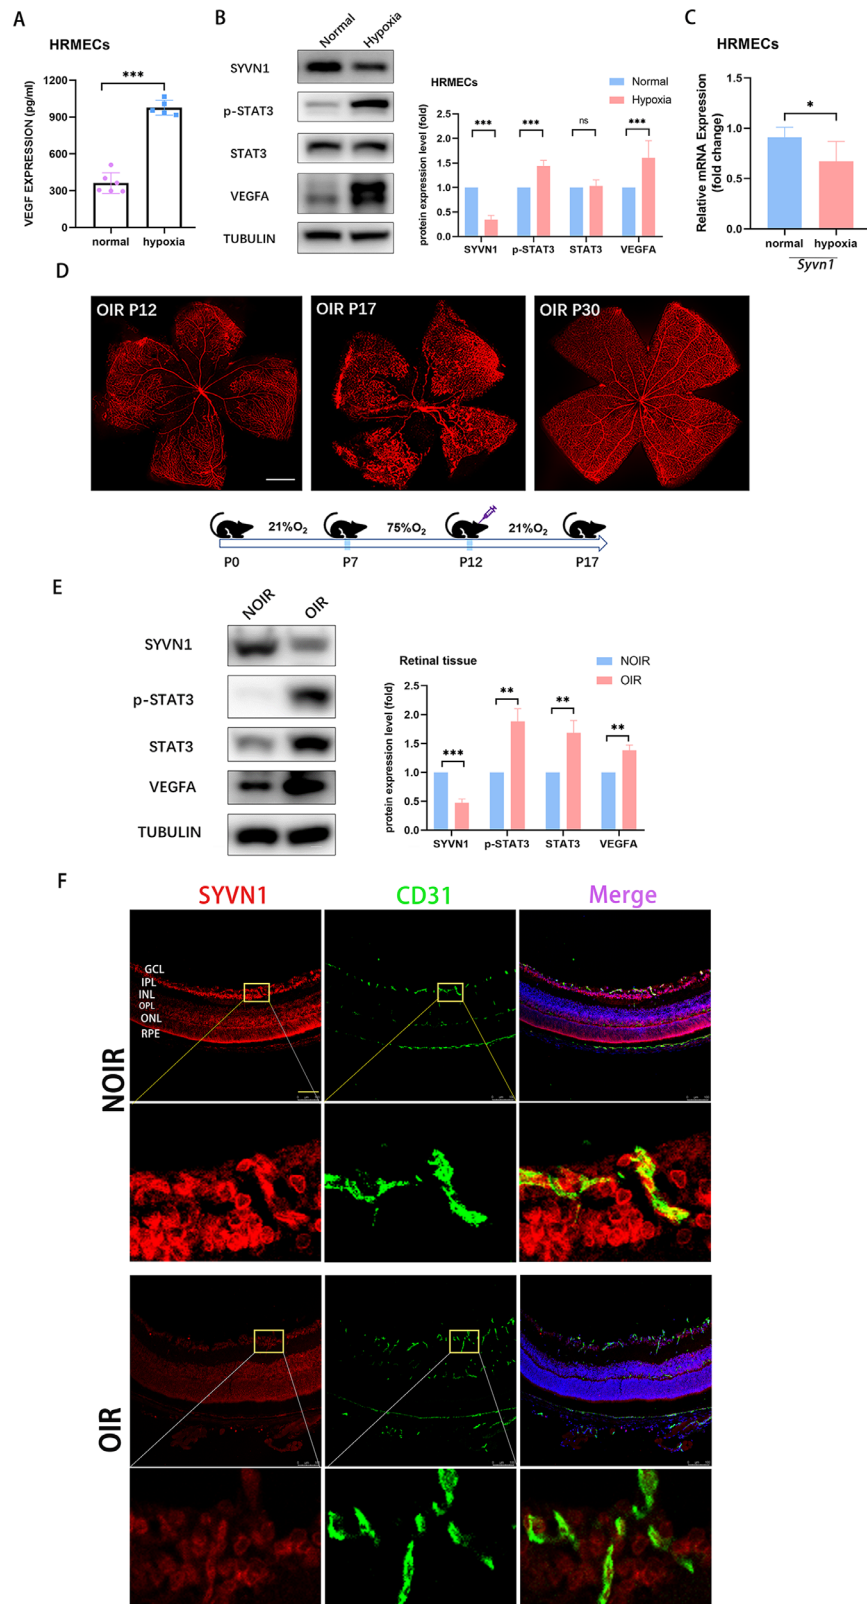 A
HRMECs
***
VEGF EXPRESSION (pg/ml)
1200
900
600
300
0
normal
hypoxia
B
Normal
Hypoxia
SYVN1
p-STAT3
STAT3
VEGFA
TUBULIN
HRMECs
Normal
Hypoxia
protein expression level (fold)
2.5
2.0
1.5
1.0
0.5
0.0
***
***
ns
***
SYVN1
p-STAT3
STAT3
VEGFA
C
HRMECs
Relative mRNA Expression
(fold change)
1.5
1.0
0.5
0.0
*
normal
hypoxia
Syvn1
D
OIR P12
OIR P17
OIR P30
21%O2
75%O2
21%O2
P0
P7
P12
P17
E
NOIR
OIR
SYVN1
p-STAT3
STAT3
VEGFA
TUBULIN
Retinal tissue
NOIR
OIR
protein expression level (fold)
2.5
2.0
1.5
1.0
0.5
0.0
***
**
**
**
SYVN1
p-STAT3
STAT3
VEGFA
F
SYVN1
CD31
Merge
NOIR
GCL
IPL
INL
OPL
ONL
RPE
OIR